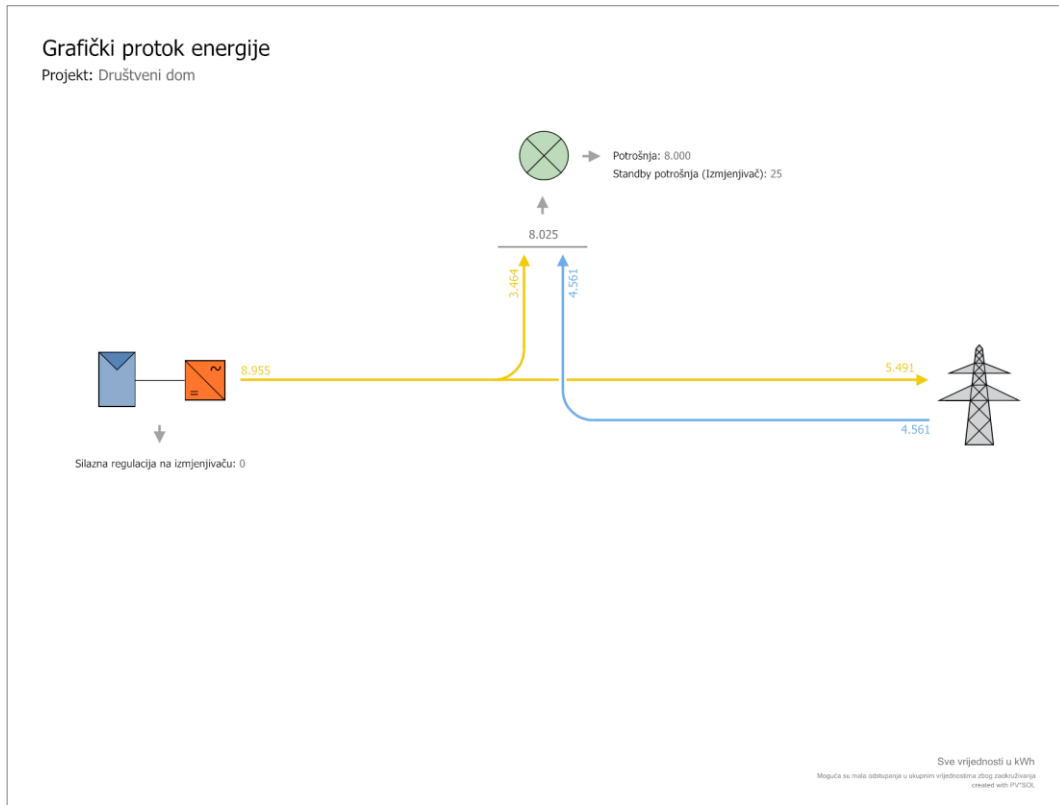 Grafički protok energije
Projekt: Društveni dom
Potrošnja: 8.000
Standby potrošnja (Izmjenjivač): 25
8.025
3.464
4.561
8.955
5.491
4.561
Silazna regulacija na izmjenjivaču: 0
Sve vrijednosti u kWh
Moguća su mala odstupanja u ukupnim vrijednostima zbog zaokruživanja
created with PV*SOL